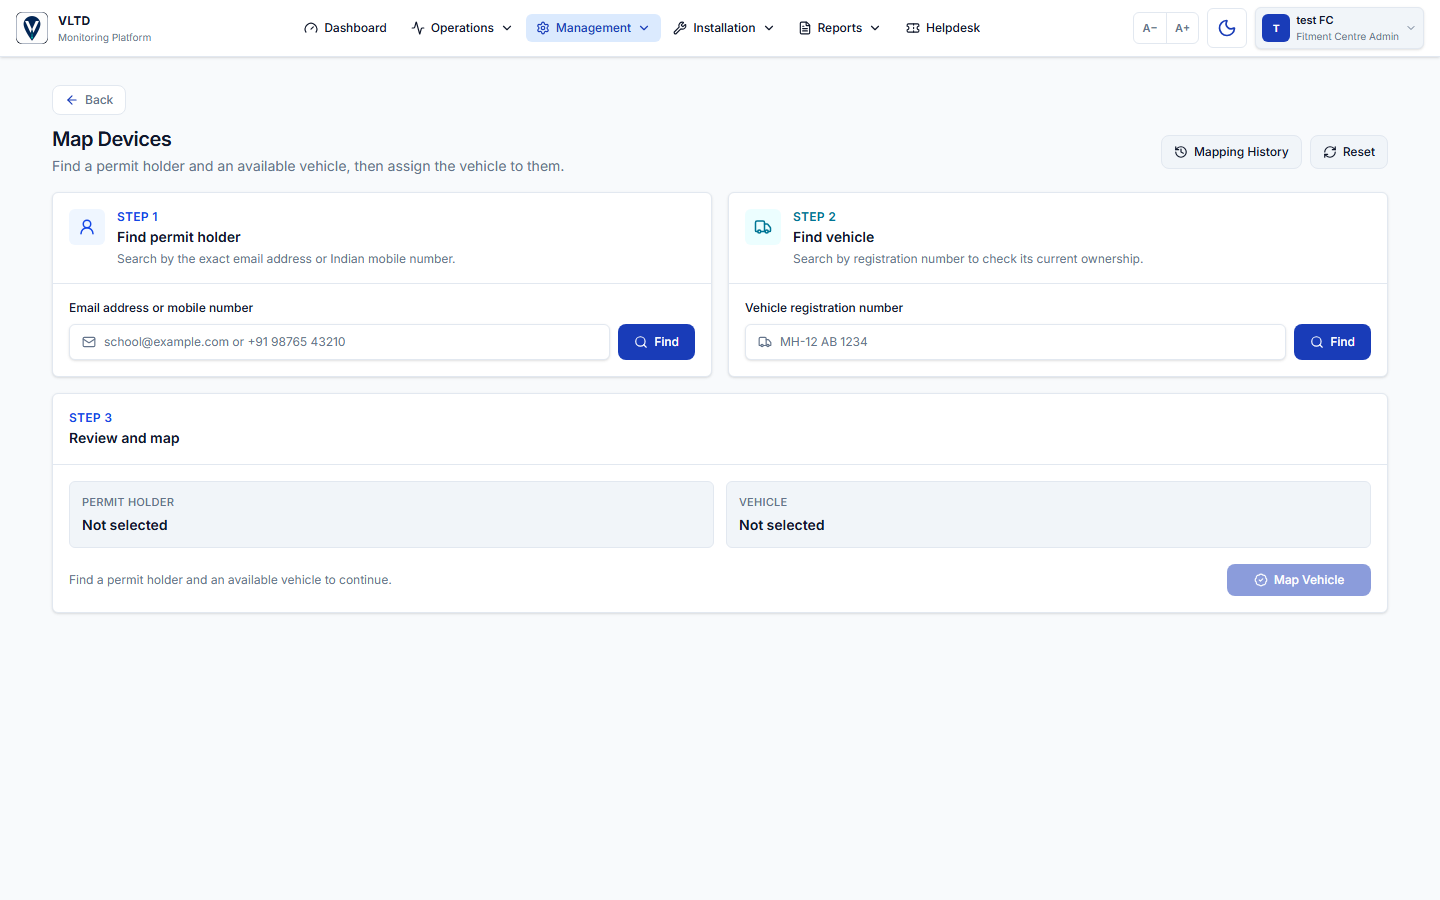 VLTD
Monitoring Platform
Dashboard
Operations
Management
Installation
Reports
Helpdesk
A−
A+
T
test FC
Fitment Centre Admin
Back
Map Devices
Find a permit holder and an available vehicle, then assign the vehicle to them.
Mapping History
Reset
STEP 1
Find permit holder
Search by the exact email address or Indian mobile number.
Email address or mobile number
school@example.com or +91 98765 43210
Find
STEP 2
Find vehicle
Search by registration number to check its current ownership.
Vehicle registration number
MH-12 AB 1234
Find
STEP 3
Review and map
PERMIT HOLDER
Not selected
VEHICLE
Not selected
Find a permit holder and an available vehicle to continue.
Map Vehicle